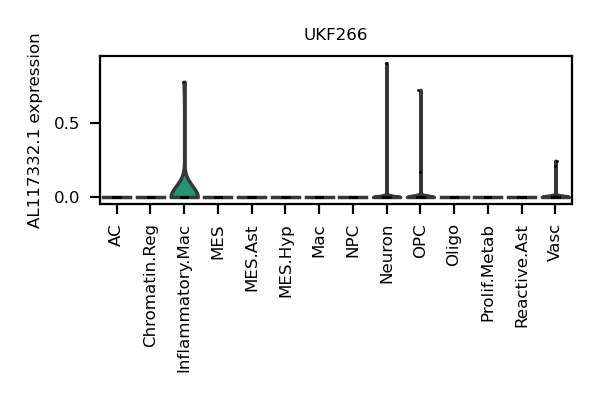 UKF266
AL117332.1 expression
0.5
0.0
AC
Chromatin.Reg
Inflammatory.Mac
MES
MES.Ast
MES.Hyp
Mac
NPC
Neuron
OPC
Oligo
Prolif.Metab
Reactive.Ast
Vasc